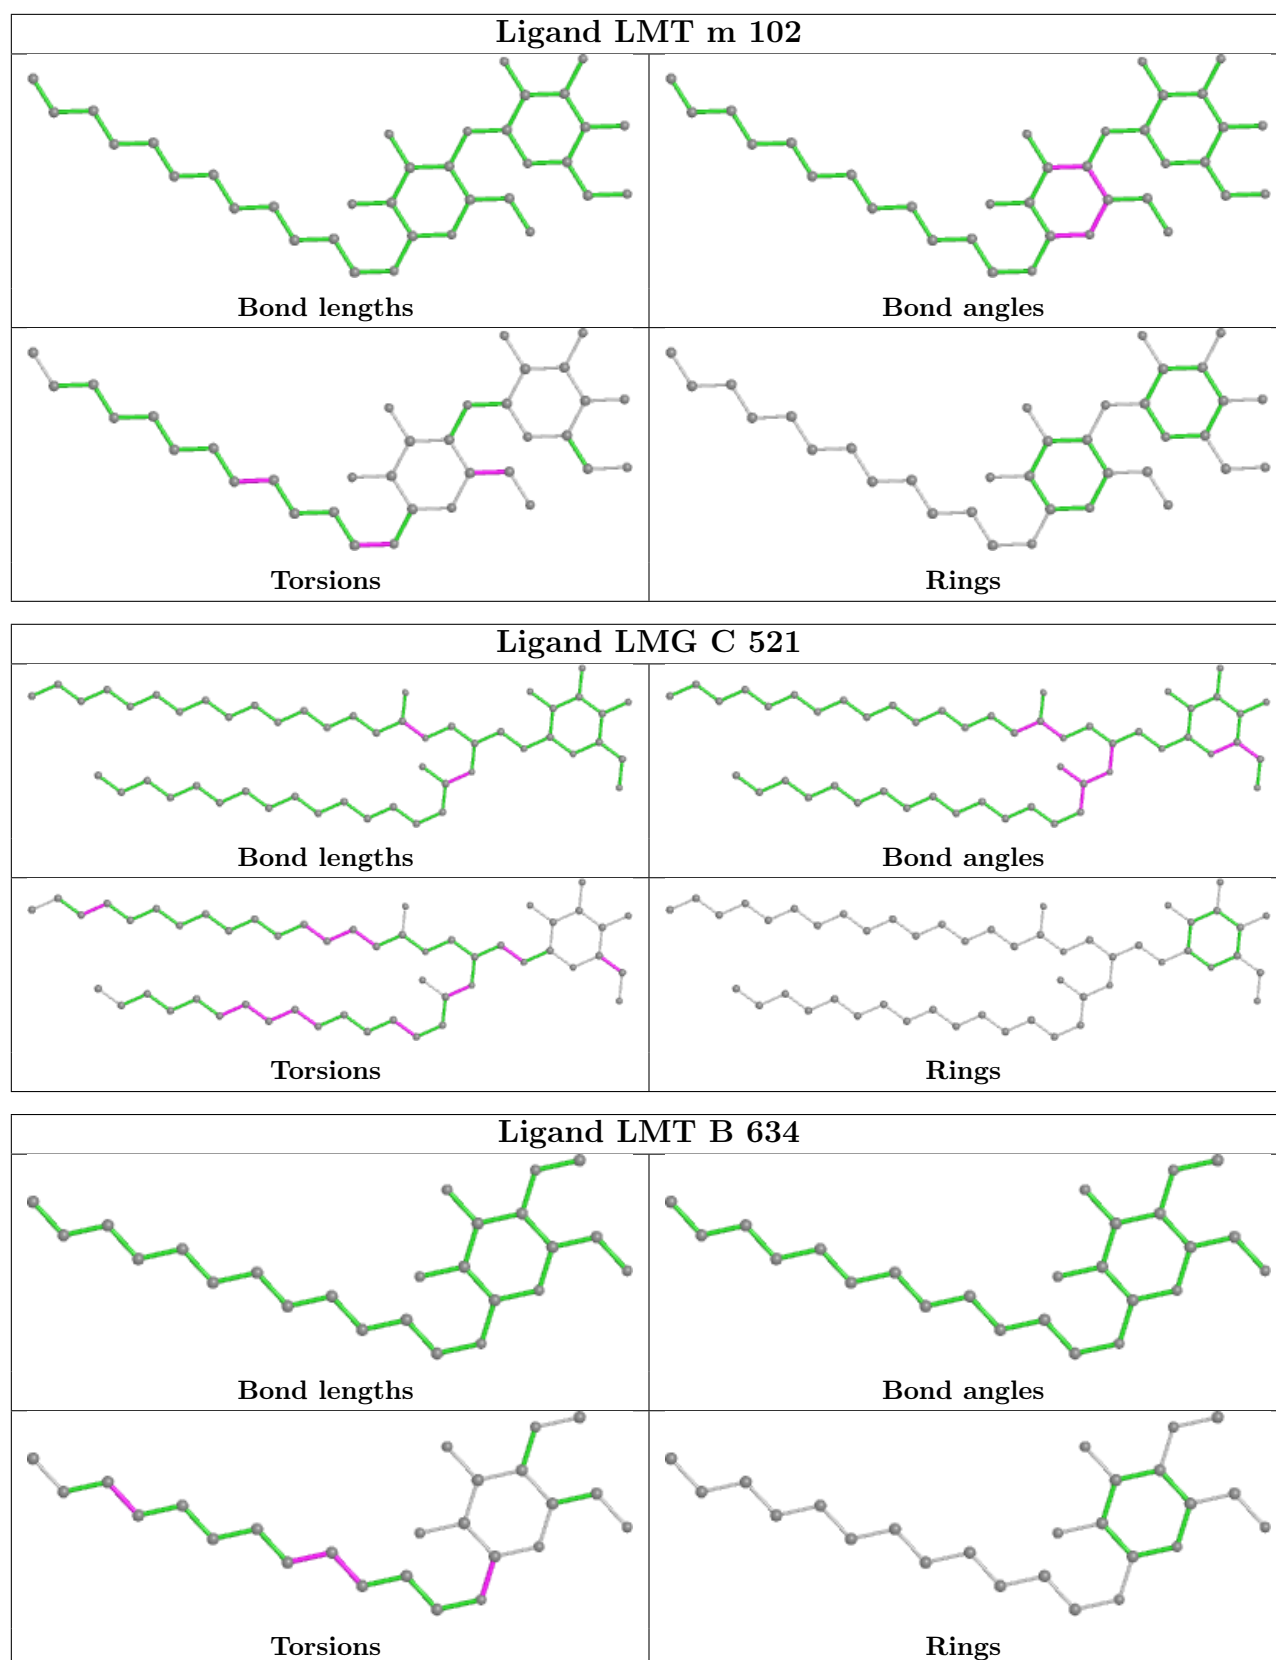 Ligand LMT m 102
Bond lengths
Bond angles
Torsions
Rings
Ligand LMG C 521
Bond lengths
Bond angles
Torsions
Rings
Ligand LMT B 634
Bond lengths
Bond angles
Torsions
Rings